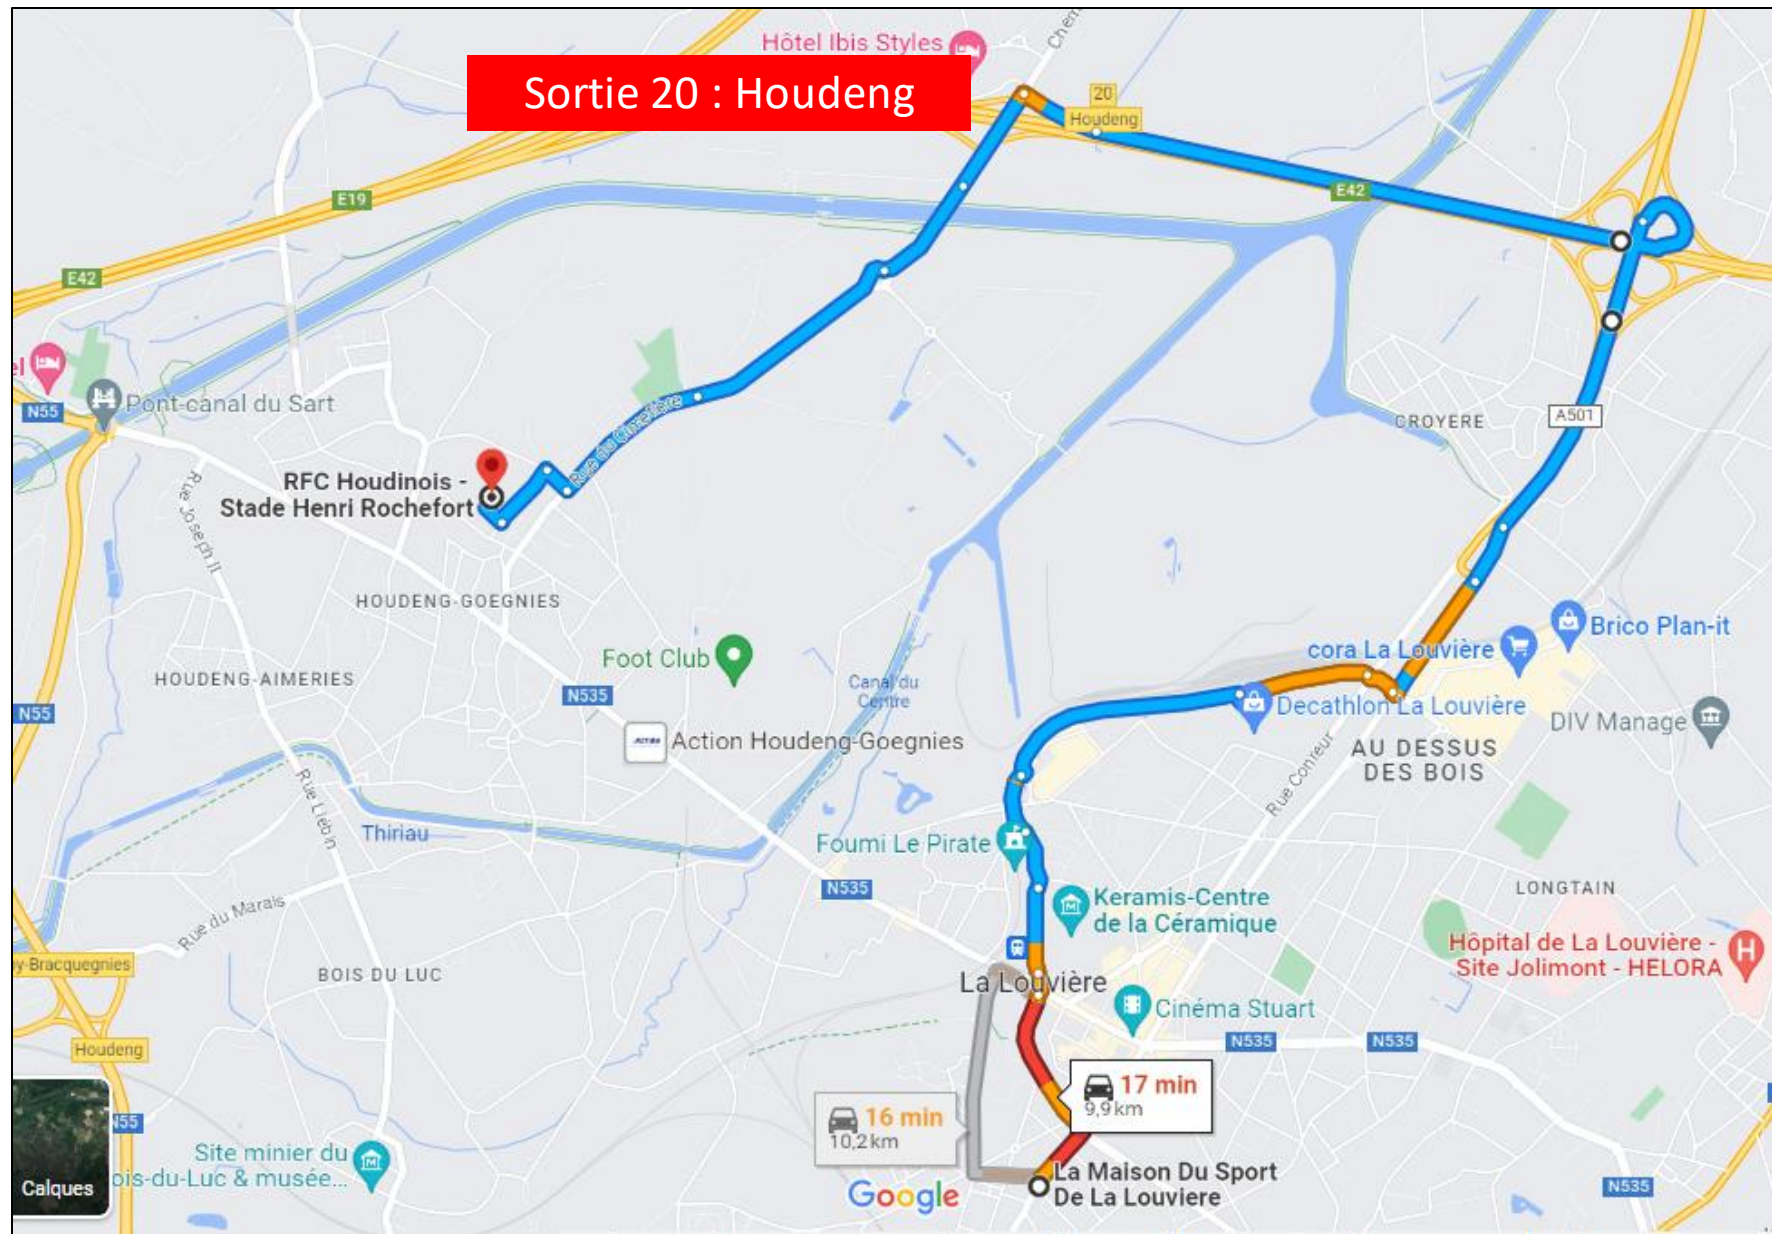 Hôtel Ibis Styles
Sortie 20 : Houdeng
20
Houdeng
E42
E19
E42
N55
Pont-canal du Sart
CROYERE
A501
Rue du Cimetière
RFC Houdinois -
Stade Henri Rochefort
Rue Joseph II
HOUDENG-GOEGNIES
Foot Club
HOUDENG-AIMERIES
N55
N535
Canal du
Centre
Action Houdeng-Goegnies
cora La Louvière
Brico Plan-it
Decathlon La Louvière
DIV Manage
AU DESSUS
DES BOIS
Rue Conreur
Rue Liébin
Thiriau
Foumi Le Pirate
N535
Keramis-Centre
de la Céramique
LONGTAIN
Rue du Marais
y-Bracquegnies
BOIS DU LUC
Hôpital de La Louvière -
Site Jolimont - HELORA
La Louvière
Cinéma Stuart
N535
N535
Houdeng
17 min
9,9 km
16 min
10,2 km
N55
Site minier du
ois-du-Luc & musée...
Calques
La Maison Du Sport
De La Louviere
Google
N535